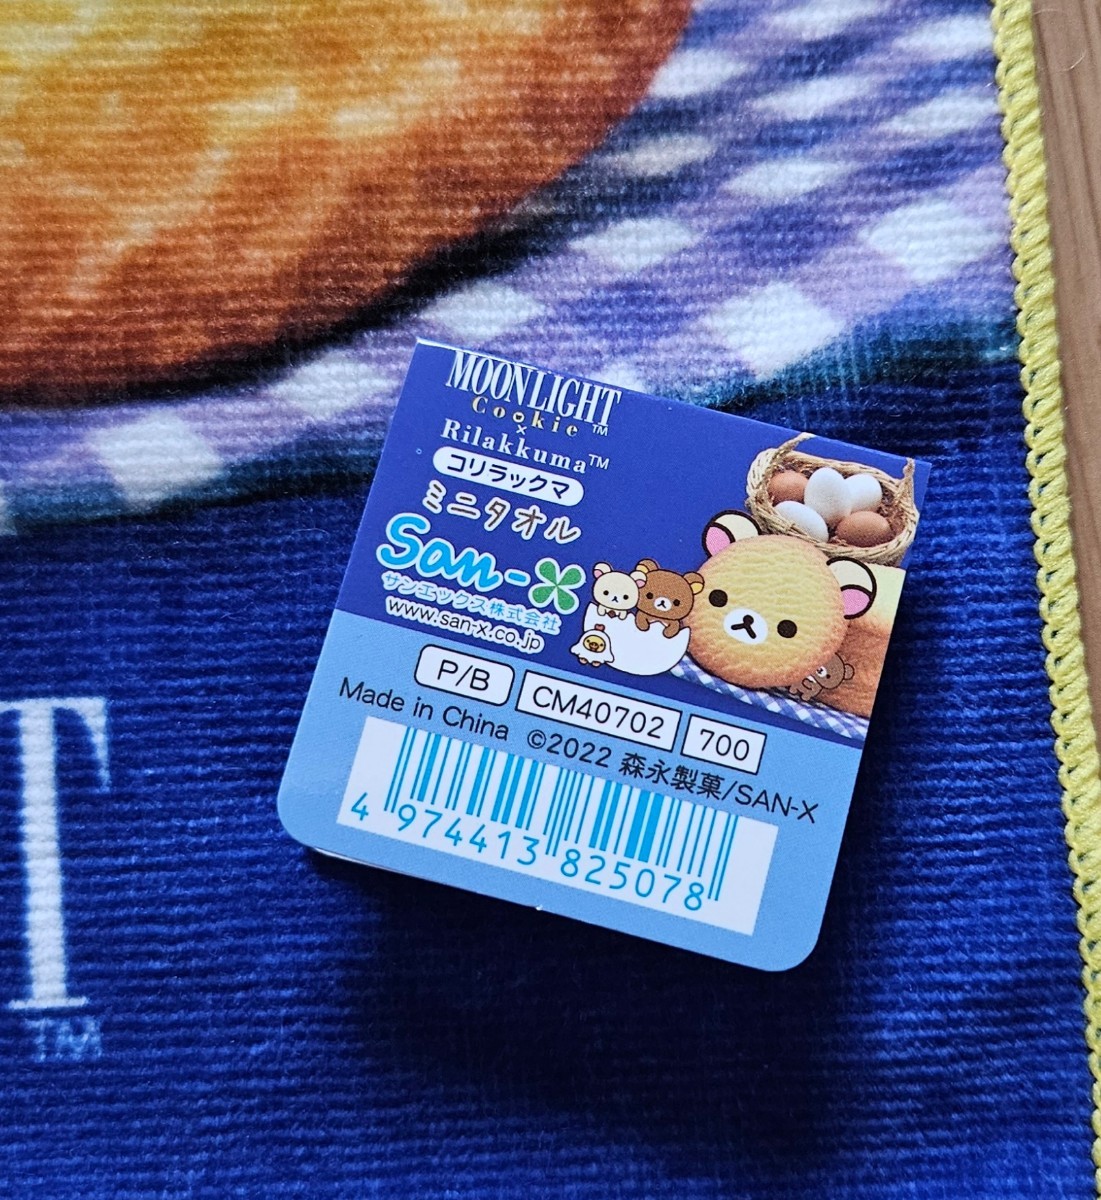 MOONLIGHT
Cookie™
×
Rilakkuma™
コリラックマ
ミニタオル
San-X
サンエックス株式会社
www.san-x.co.jp
P/B CM40702 700
Made in China ©2022 森永製菓/SAN-X
4 974413 825078
T
TM